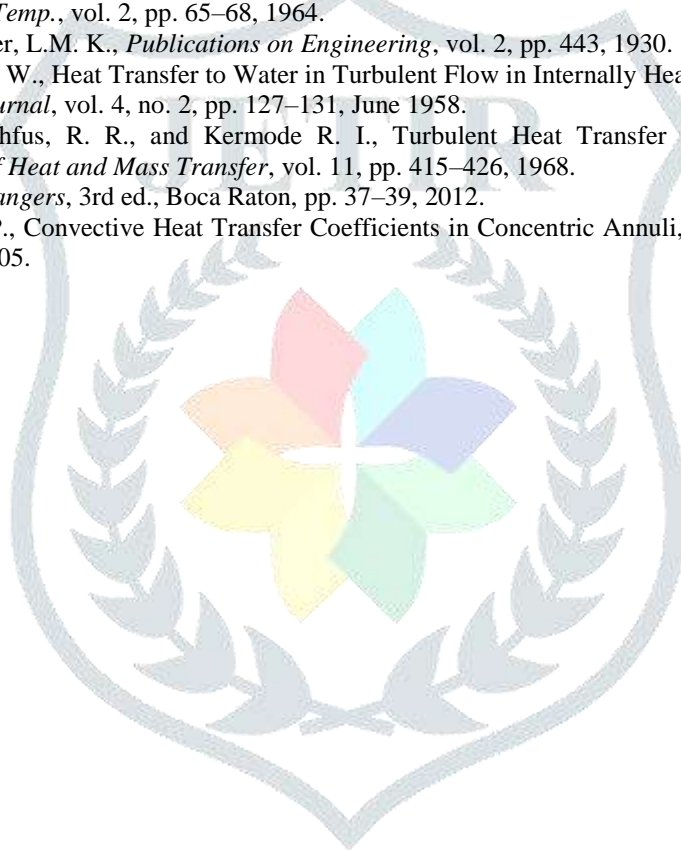 Temp., vol. 2, pp. 65–68, 1964.
er, L.M. K., Publications on Engineering, vol. 2, pp. 443, 1930.
W., Heat Transfer to Water in Turbulent Flow in Internally Hea
urnal, vol. 4, no. 2, pp. 127–131, June 1958.
hfus, R. R., and Kermode R. I., Turbulent Heat Transfer
f Heat and Mass Transfer, vol. 11, pp. 415–426, 1968.
angers, 3rd ed., Boca Raton, pp. 37–39, 2012.
P., Convective Heat Transfer Coefficients in Concentric Annuli,
05.
JETIR